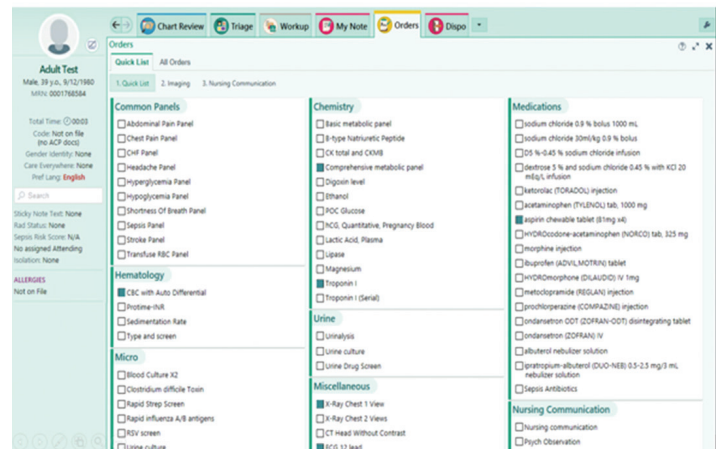 Chart Review
Triage
Workup
My Note
Orders
Dispo
Orders
Quick List
All Orders
1. Quick List
2. Imaging
3. Nursing Communication
Adult Test
Male, 39 y.o., 9/12/1980
MRN: 0001768584
Total Time: 00:03
Code: Not on file
(no ACP docs)
Gender Identity: None
Care Everywhere: None
Pref Lang: English
Search
Sticky Note Text: None
Rad Status: None
Sepsis Risk Score: N/A
No assigned Attending
Isolation: None
ALLERGIES
Not on File
Common Panels
Abdominal Pain Panel
Chest Pain Panel
CHF Panel
Headache Panel
Hyperglycemia Panel
Hypoglycemia Panel
Shortness Of Breath Panel
Sepsis Panel
Stroke Panel
Transfuse RBC Panel
Hematology
CBC with Auto Differential
Protime-INR
Sedimentation Rate
Type and screen
Micro
Blood Culture X2
Clostridium difficile Toxin
Rapid Strep Screen
Rapid influenza A/B antigens
RSV screen
Urine culture
Chemistry
Basic metabolic panel
B-type Natriuretic Peptide
CK total and CKMB
Comprehensive metabolic panel
Digoxin level
Ethanol
POC Glucose
hCG, Quantitative, Pregnancy Blood
Lactic Acid, Plasma
Lipase
Magnesium
Troponin I
Troponin I (Serial)
Urine
Urinalysis
Urine culture
Urine Drug Screen
Miscellaneous
X-Ray Chest 1 View
X-Ray Chest 2 Views
CT Head Without Contrast
ECG 12 lead
Medications
sodium chloride 0.9 % bolus 1000 mL
sodium chloride 30ml/kg 0.9 % bolus
D5 %-0.45 % sodium chloride infusion
dextrose 5 % and sodium chloride 0.45 % with KCl 20
mEq/L infusion
ketorolac (TORADOL) injection
acetaminophen (TYLENOL) tab, 1000 mg
aspirin chewable tablet (81mg x4)
HYDROcodone-acetaminophen (NORCO) tab, 325 mg
morphine injection
ibuprofen (ADVIL,MOTRIN) tablet
HYDROmorphone (DILAUDID) IV 1mg
metoclopramide (REGLAN) injection
prochlorperazine (COMPAZINE) injection
ondansetron ODT (ZOFRAN-ODT) disintegrating tablet
ondansetron (ZOFRAN) IV
albuterol nebulizer solution
ipratropium-albuterol (DUO-NEB) 0.5-2.5 mg/3 mL
nebulizer solution
Sepsis Antibiotics
Nursing Communication
Nursing communication
Psych Observation